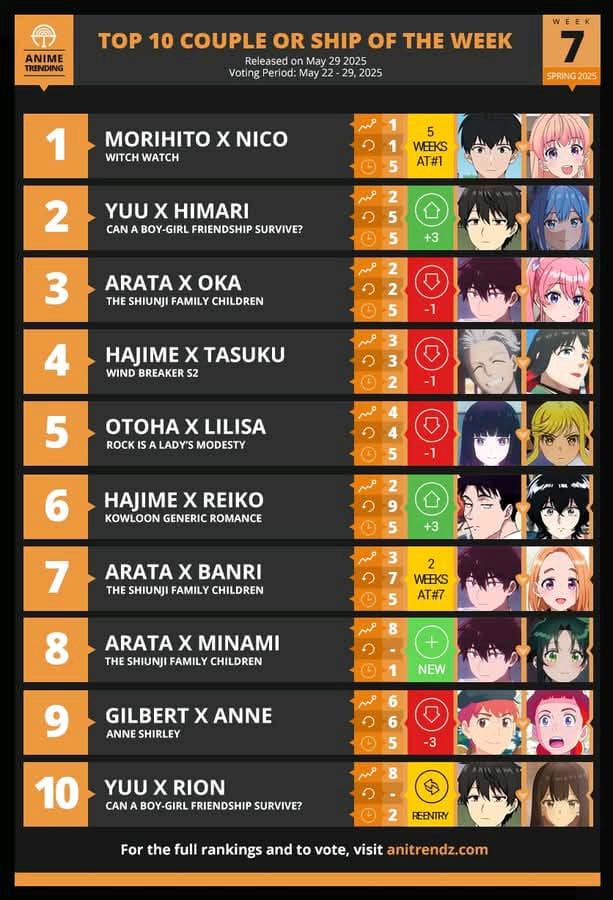 ANIME
TRENDING
TOP 10 COUPLE OR SHIP OF THE WEEK
Released on May 29 2025
Voting Period: May 22 - 29, 2025
WEEK
7
SPRING 2025
1
MORIHITO X NICO
WITCH WATCH
1
1
5
5
WEEKS
AT #1
2
YUU X HIMARI
CAN A BOY-GIRL FRIENDSHIP SURVIVE?
2
5
5
+3
3
ARATA X OKA
THE SHIUNJI FAMILY CHILDREN
2
2
5
-1
4
HAJIME X TASUKU
WIND BREAKER S2
3
3
2
-1
5
OTOHA X LILISA
ROCK IS A LADY'S MODESTY
4
4
5
-1
6
HAJIME X REIKO
KOWLOON GENERIC ROMANCE
2
9
5
+3
7
ARATA X BANRI
THE SHIUNJI FAMILY CHILDREN
3
7
5
2
WEEKS
AT #7
8
ARATA X MINAMI
THE SHIUNJI FAMILY CHILDREN
8
-
1
NEW
9
GILBERT X ANNE
ANNE SHIRLEY
6
6
5
-3
10
YUU X RION
CAN A BOY-GIRL FRIENDSHIP SURVIVE?
8
-
2
RE-ENTRY
For the full rankings and to vote, visit anitrendz.com